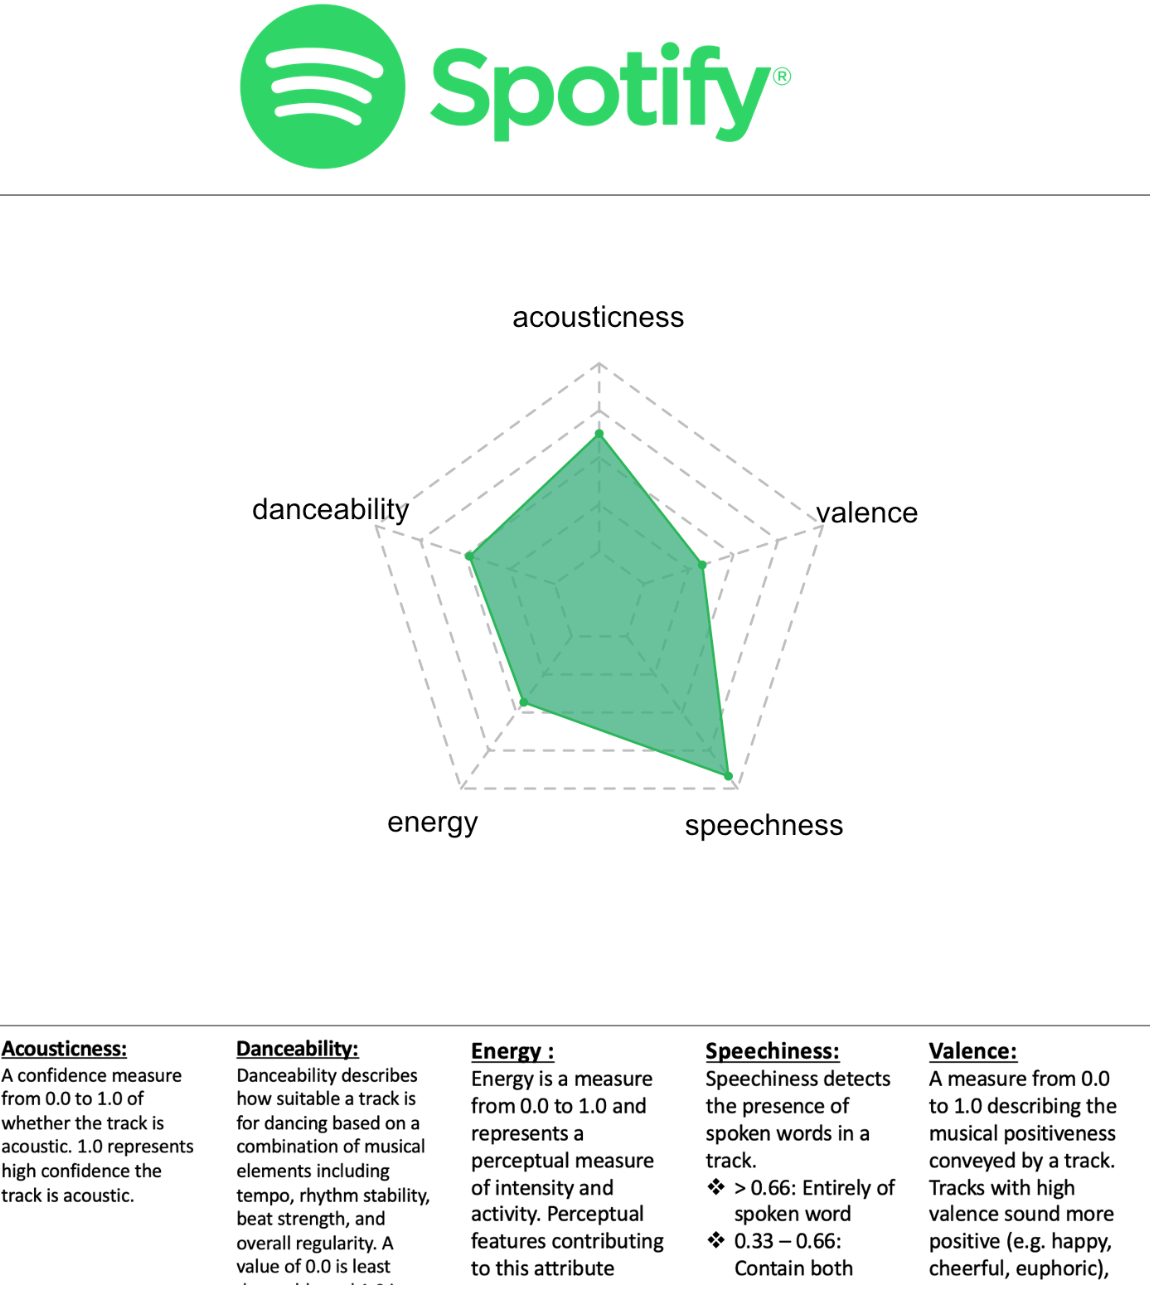 Spotify®
acousticness
danceability
valence
energy
speechness
Acousticness:
A confidence measure
from 0.0 to 1.0 of
whether the track is
acoustic. 1.0 represents
high confidence the
track is acoustic.
Danceability:
Danceability describes
how suitable a track is
for dancing based on a
combination of musical
elements including
tempo, rhythm stability,
beat strength, and
overall regularity. A
value of 0.0 is least
Energy :
Energy is a measure
from 0.0 to 1.0 and
represents a
perceptual measure
of intensity and
activity. Perceptual
features contributing
to this attribute
Speechiness:
Speechiness detects
the presence of
spoken words in a
track.
❖ > 0.66: Entirely of
spoken word
❖ 0.33 – 0.66:
Contain both
Valence:
A measure from 0.0
to 1.0 describing the
musical positiveness
conveyed by a track.
Tracks with high
valence sound more
positive (e.g. happy,
cheerful, euphoric),